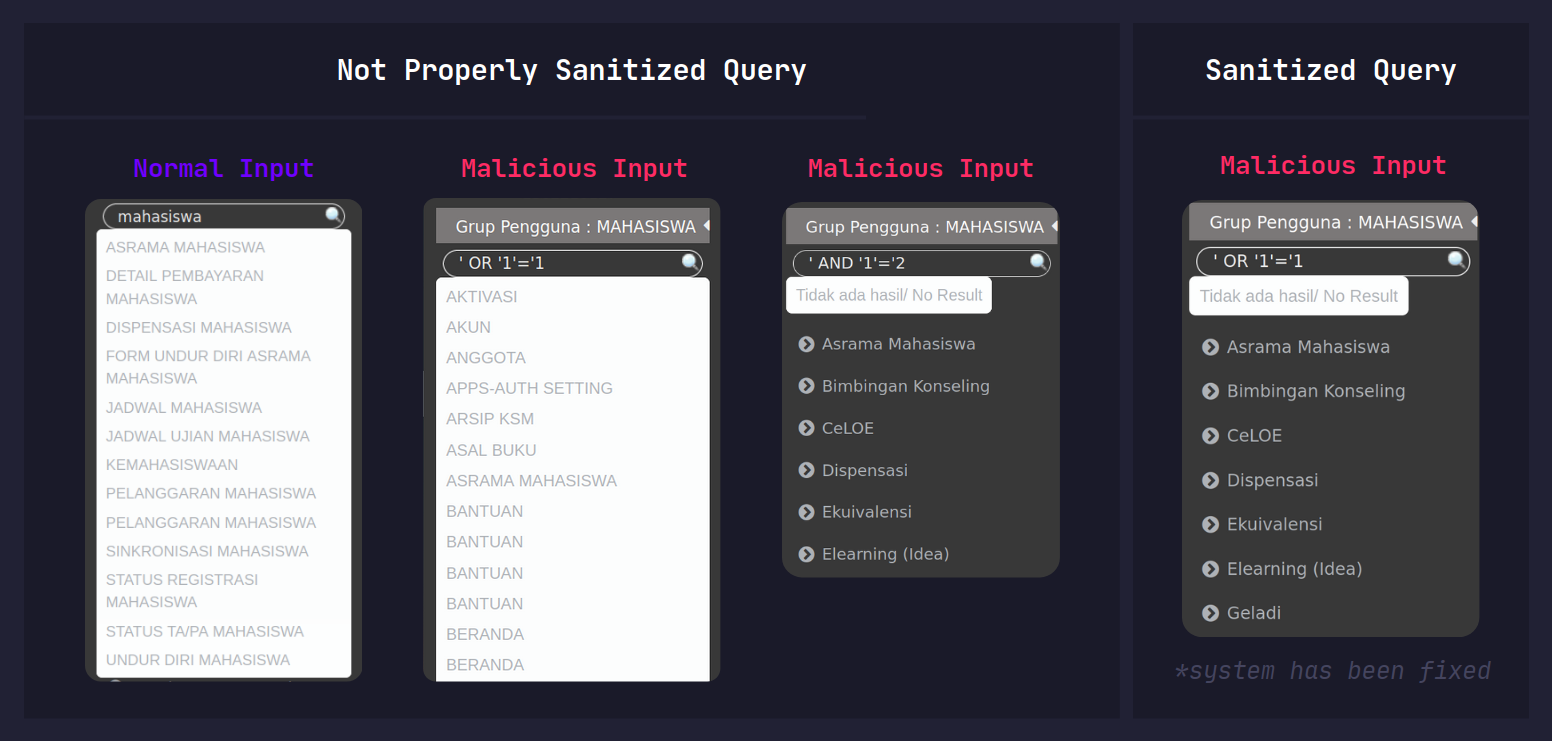 Not Properly Sanitized Query
Normal Input
mahasiswa
ASRAMA MAHASISWA
DETAIL PEMBAYARAN
MAHASISWA
DISPENSASI MAHASISWA
FORM UNDUR DIRI ASRAMA
MAHASISWA
JADWAL MAHASISWA
JADWAL UJIAN MAHASISWA
KEMAHASISWAAN
PELANGGARAN MAHASISWA
PELANGGARAN MAHASISWA
SINKRONISASI MAHASISWA
STATUS REGISTRASI
MAHASISWA
STATUS TA/PA MAHASISWA
UNDUR DIRI MAHASISWA
Malicious Input
Grup Pengguna : MAHASISWA
' OR '1'='1
AKTIVASI
AKUN
ANGGOTA
APPS-AUTH SETTING
ARSIP KSM
ASAL BUKU
ASRAMA MAHASISWA
BANTUAN
BANTUAN
BANTUAN
BANTUAN
BERANDA
BERANDA
Malicious Input
Grup Pengguna : MAHASISWA
' AND '1'='2
Tidak ada hasil/ No Result
Asrama Mahasiswa
Bimbingan Konseling
CeLOE
Dispensasi
Ekuivalensi
Elearning (Idea)
Sanitized Query
Malicious Input
Grup Pengguna : MAHASISWA
' OR '1'='1
Tidak ada hasil/ No Result
Asrama Mahasiswa
Bimbingan Konseling
CeLOE
Dispensasi
Ekuivalensi
Elearning (Idea)
Geladi
*system has been fixed